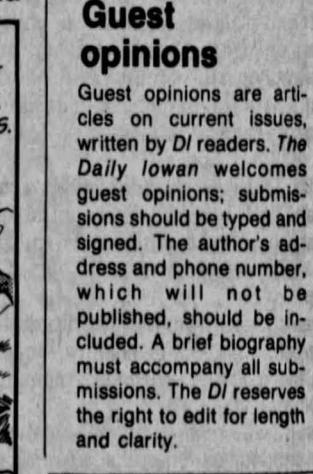 Guest
opinions
Guest opinions are arti-
cles on current issues,
written by DI readers. The
Daily Iowan welcomes
guest opinions; submis-
sions should be typed and
signed. The author's ad-
dress and phone number,
which will not be
published, should be in-
cluded. A brief biography
must accompany all sub-
missions. The DI reserves
the right to edit for length
and clarity.